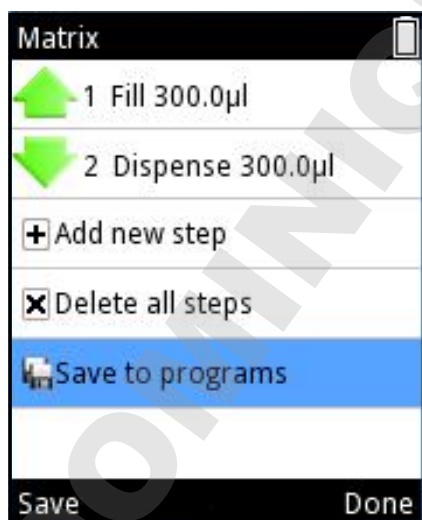 Matrix
1 Fill 300.0µl
2 Dispense 300.0µl
Add new step
Delete all steps
Save to programs
Save Done